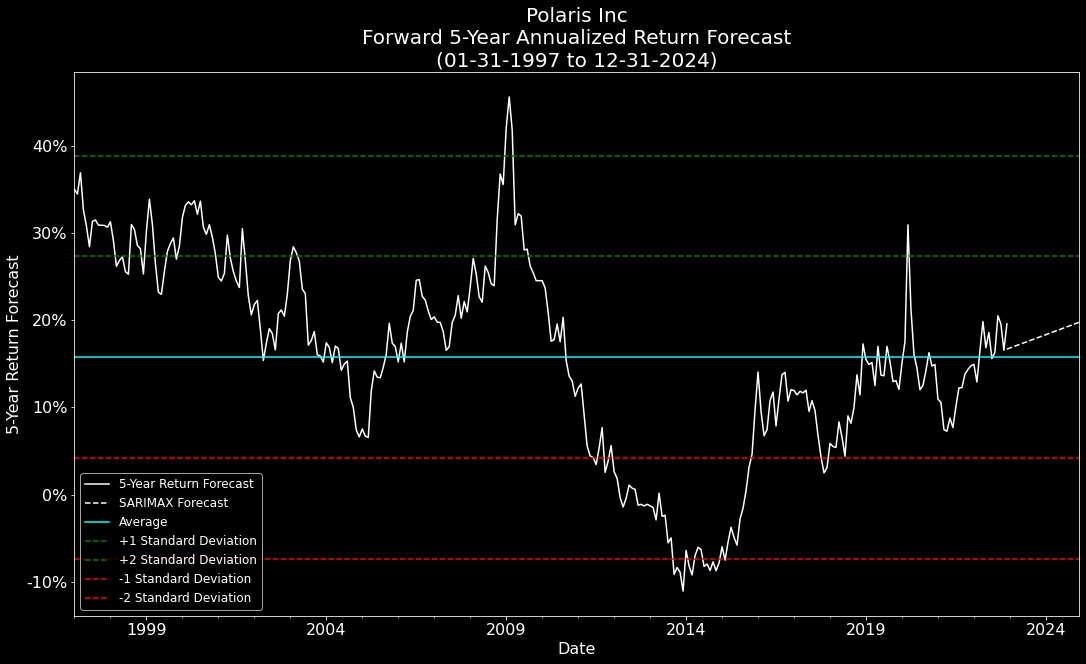 Polaris Inc
Forward 5-Year Annualized Return Forecast
(01-31-1997 to 12-31-2024)
5-Year Return Forecast
40%
30%
20%
10%
0%
-10%
5-Year Return Forecast
SARIMAX Forecast
Average
+1 Standard Deviation
+2 Standard Deviation
-1 Standard Deviation
-2 Standard Deviation
1999 2004 2009 2014 2019 2024
Date